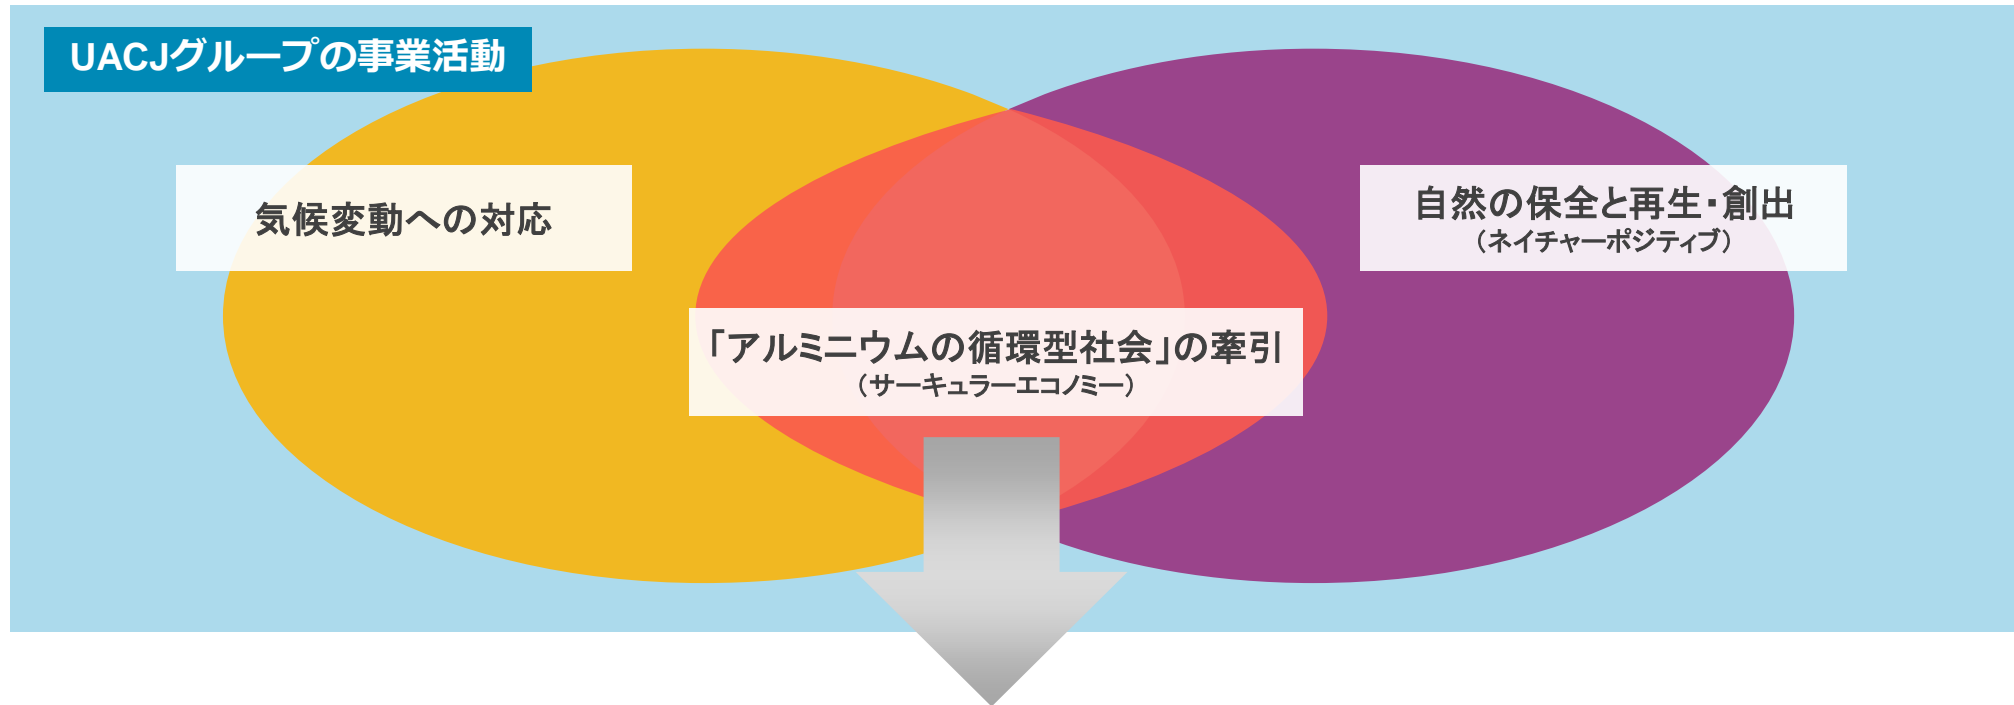 UACJグループの事業活動
気候変動への対応
自然の保全と再生・創出
（ネイチャーポジティブ）
「アルミニウムの循環型社会」の牽引
（サーキュラーエコノミー）